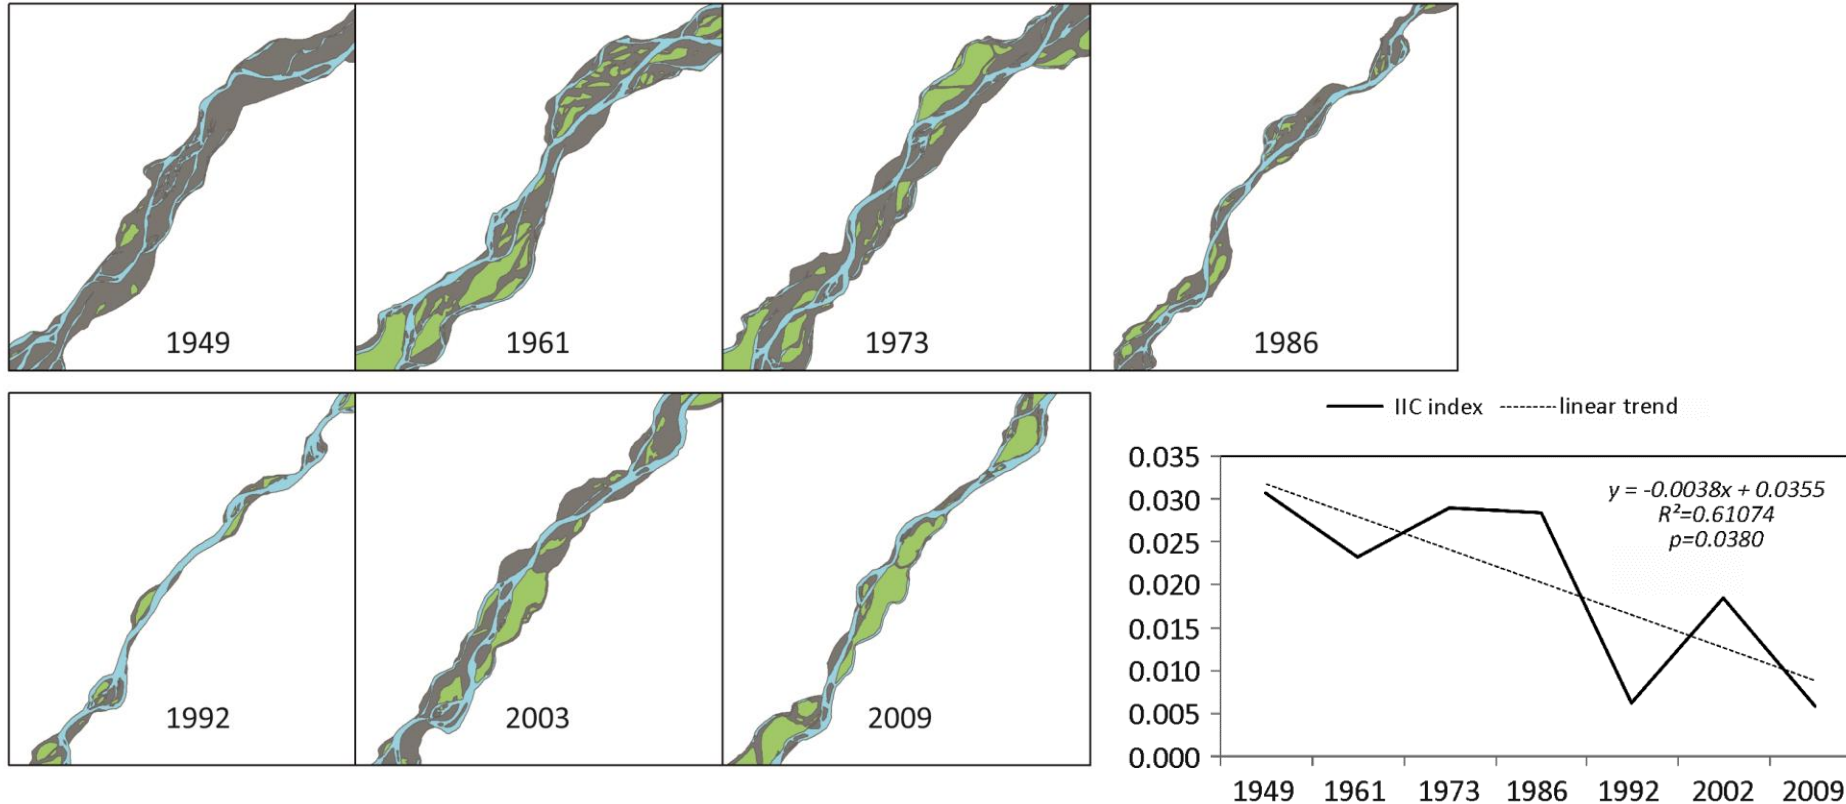 1949
1961
1973
1986
1992
2003
2009
IIC index
linear trend
0.035
0.030
0.025
0.020
0.015
0.010
0.005
0.000
y = -0.0038x + 0.0355
R²=0.61074
p=0.0380
1949 1961 1973 1986 1992 2002 2009